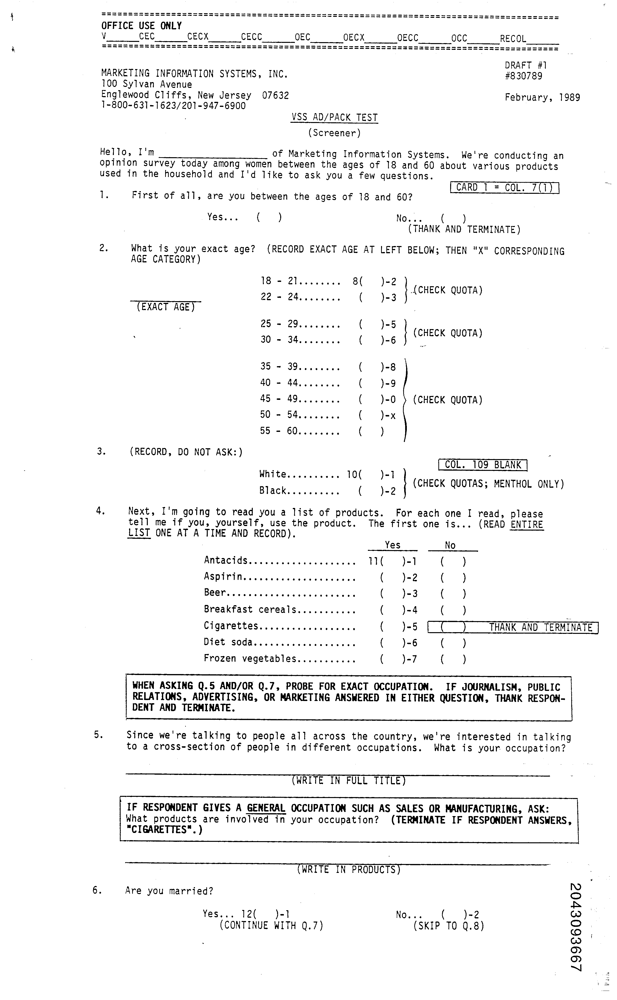 OFFICE USE ONLY
V______CEC______CECX______CECC______OEC______OECX______OECC______OCC______RECOL______
DRAFT #1
MARKETING INFORMATION SYSTEMS, INC. #830789
100 Sylvan Avenue
Englewood Cliffs, New Jersey 07632 February, 1989
1-800-631-1623/201-947-6900
VSS AD/PACK TEST
(Screener)
Hello, I'm __________________ of Marketing Information Systems. We're conducting an
opinion survey today among women between the ages of 18 and 60 about various products
used in the household and I'd like to ask you a few questions.
CARD 1 = COL. 7(1)
1. First of all, are you between the ages of 18 and 60?
Yes... ( ) No... ( )
(THANK AND TERMINATE)
2. What is your exact age? (RECORD EXACT AGE AT LEFT BELOW; THEN "X" CORRESPONDING
AGE CATEGORY)
18 - 21........ 8( )-2
22 - 24........ ( )-3 (CHECK QUOTA)
(EXACT AGE)
25 - 29........ ( )-5
30 - 34........ ( )-6 (CHECK QUOTA)
35 - 39........ ( )-8
40 - 44........ ( )-9
45 - 49........ ( )-0 (CHECK QUOTA)
50 - 54........ ( )-x
55 - 60........ ( )
3. (RECORD, DO NOT ASK:)
COL. 109 BLANK
White.......... 10( )-1
Black.......... ( )-2 (CHECK QUOTAS; MENTHOL ONLY)
4. Next, I'm going to read you a list of products. For each one I read, please
tell me if you, yourself, use the product. The first one is... (READ ENTIRE
LIST ONE AT A TIME AND RECORD).
Yes No
Antacids................... 11( )-1 ( )
Aspirin.................... ( )-2 ( )
Beer....................... ( )-3 ( )
Breakfast cereals........... ( )-4 ( )
Cigarettes................. ( )-5 ( ) THANK AND TERMINATE
Diet soda.................. ( )-6 ( )
Frozen vegetables........... ( )-7 ( )
WHEN ASKING Q.5 AND/OR Q.7, PROBE FOR EXACT OCCUPATION. IF JOURNALISM, PUBLIC
RELATIONS, ADVERTISING, OR MARKETING ANSWERED IN EITHER QUESTION, THANK RESPON-
DENT AND TERMINATE.
5. Since we're talking to people all across the country, we're interested in talking
to a cross-section of people in different occupations. What is your occupation?
(WRITE IN FULL TITLE)
IF RESPONDENT GIVES A GENERAL OCCUPATION SUCH AS SALES OR MANUFACTURING, ASK:
What products are involved in your occupation? (TERMINATE IF RESPONDENT ANSWERS,
"CIGARETTES".)
(WRITE IN PRODUCTS)
6. Are you married?
Yes... 12( )-1 No... ( )-2
(CONTINUE WITH Q.7) (SKIP TO Q.8)
2043093667